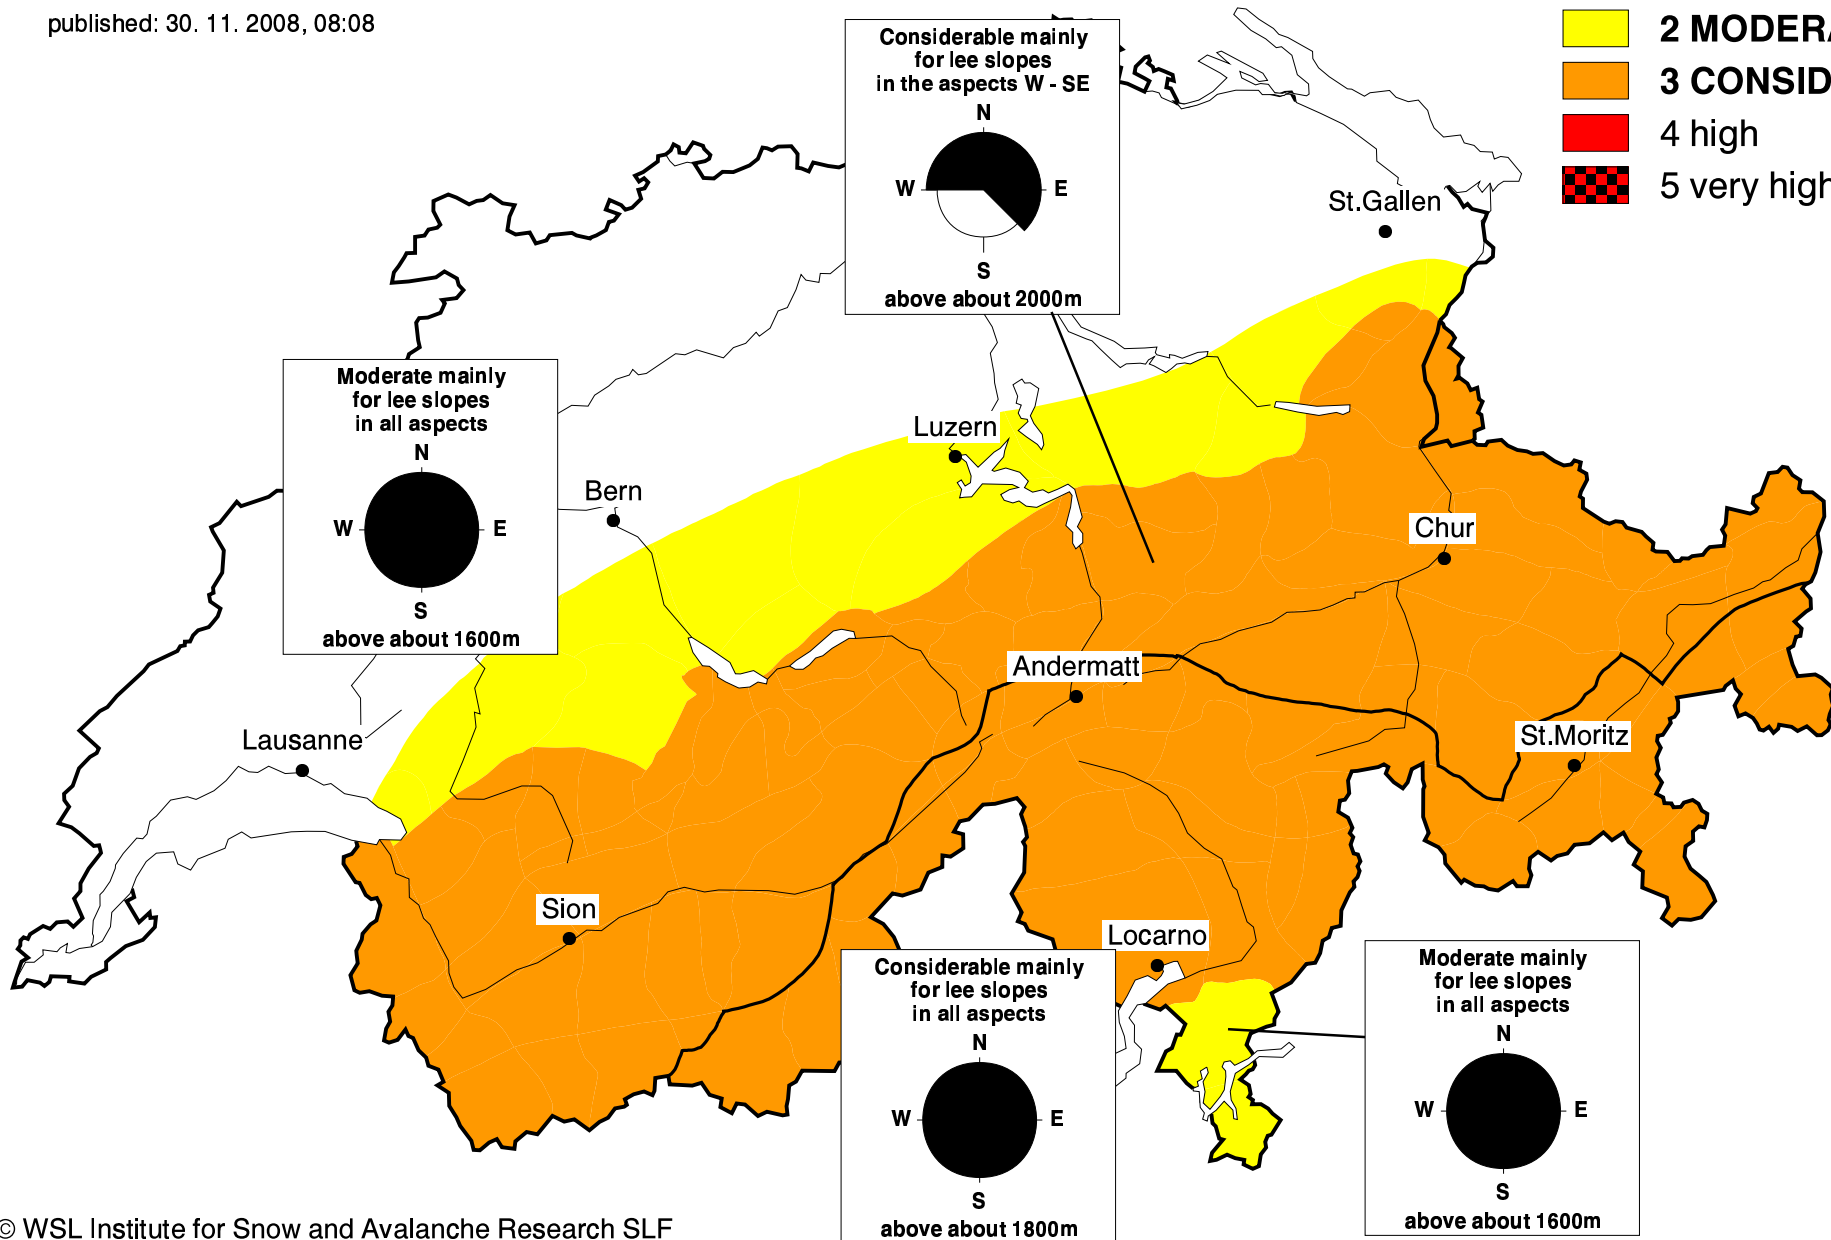 published: 30. 11. 2008, 08:08
2
3
4 high
5 very high
Considerable mainly
for lee slopes
in the aspects W - SE
N
W
E
S
above about 2000m
St.Gallen
Moderate mainly
for lee slopes
in all aspects
N
W
E
S
above about 1600m
Luzern
Bern
Chur
Andermatt
Lausanne
St.Moritz
Sion
Locarno
Considerable mainly
for lee slopes
in all aspects
N
W
E
S
above about 1800m
Moderate mainly
for lee slopes
in all aspects
N
W
E
S
above about 1600m
© WSL Institute for Snow and Avalanche Research SLF